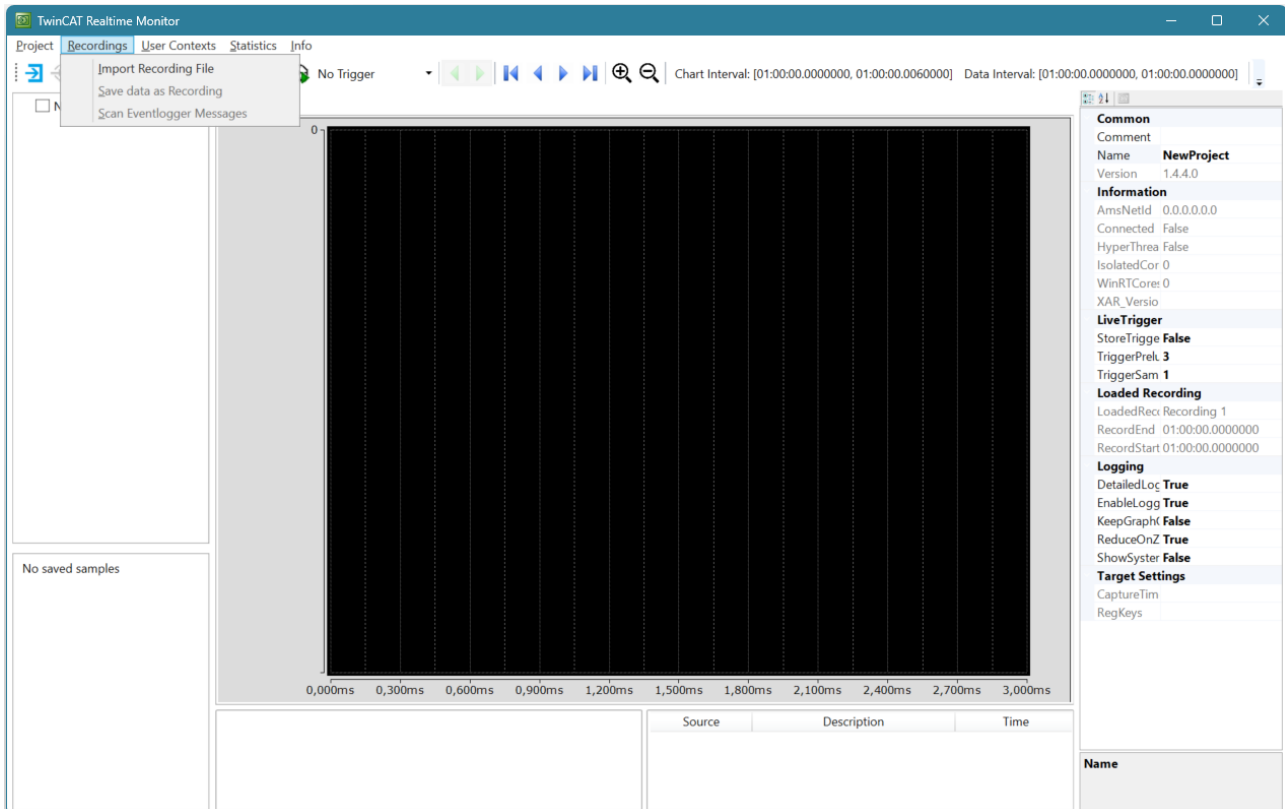 TwinCAT Realtime Monitor
Project Recordings User Contexts Statistics Info
Import Recording File
Save data as Recording
Scan Eventlogger Messages
No Trigger Chart Interval: [01:00:00.0000000, 01:00:00.0060000] Data Interval: [01:00:00.0000000, 01:00:00.0000000]
N
0
0,000ms 0,300ms 0,600ms 0,900ms 1,200ms 1,500ms 1,800ms 2,100ms 2,400ms 2,700ms 3,000ms
No saved samples
Source Description Time
Common
Comment
Name NewProject
Version 1.4.4.0
Information
AmsNetId 0.0.0.0.0.0
Connected False
HyperThrea False
IsolatedCor 0
WinRTCore: 0
XAR_Versio
LiveTrigger
StoreTrigge False
TriggerPrelu 3
TriggerSam 1
Loaded Recording
LoadedReco Recording 1
RecordEnd 01:00:00.0000000
RecordStart 01:00:00.0000000
Logging
DetailedLog True
EnableLogg True
KeepGraphC False
ReduceOnZ True
ShowSyster False
Target Settings
CaptureTim
RegKeys
Name